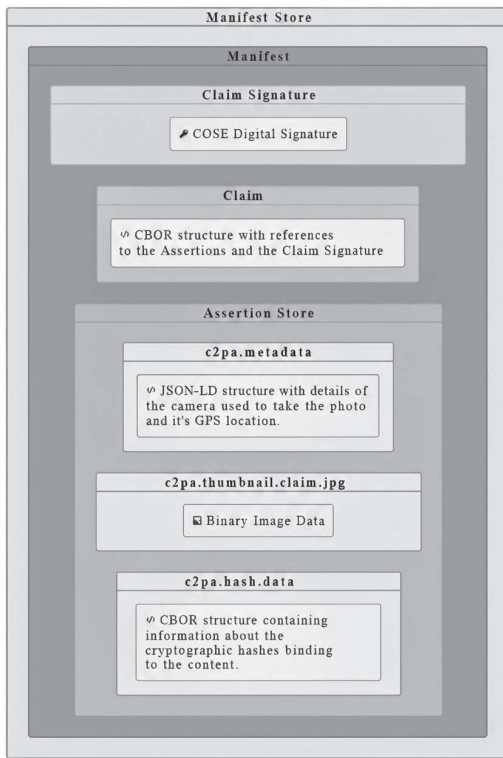 Manifest Store
Manifest
Claim Signature
COSE Digital Signature
Claim
CBOR structure with references
to the Assertions and the Claim Signature
Assertion Store
c2pa.metadata
JSON-LD structure with details of
the camera used to take the photo
and it's GPS location.
c2pa.thumbnail.claim.jpg
Binary Image Data
c2pa.hash.data
CBOR structure containing
information about the
cryptographic hashes binding
to the content.